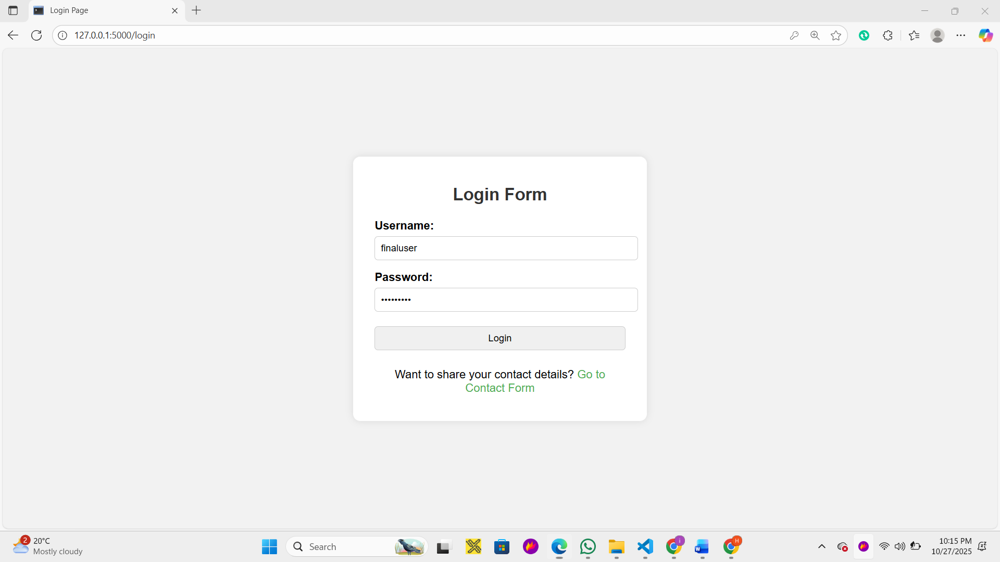 Login Page
127.0.0.1:5000/login
Login Form
Username:
finaluser
Password:
•••••••••
Login
Want to share your contact details? Go to
Contact Form
2
20°C
Mostly cloudy
Search
i
W
H
10:15 PM
10/27/2025